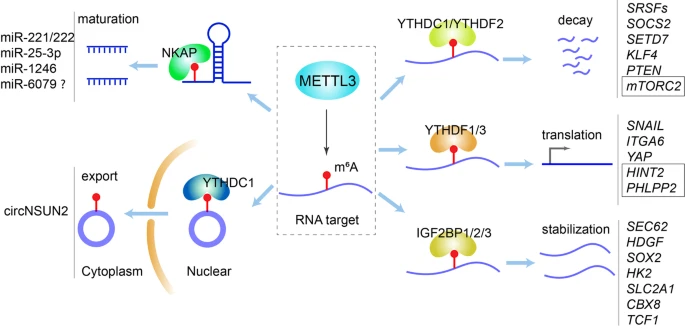 maturation
miR-221/222
miR-25-3p
miR-1246
miR-6079 ?
NKAP
export
YTHDC1
circNSUN2
Cytoplasm
Nuclear
METTL3
m⁶A
RNA target
YTHDC1/YTHDF2
decay
SRSFs
SOCS2
SETD7
KLF4
PTEN
mTORC2
YTHDF1/3
translation
SNAIL
ITGA6
YAP
HINT2
PHLPP2
IGF2BP1/2/3
stabilization
SEC62
HDGF
SOX2
HK2
SLC2A1
CBX8
TCF1